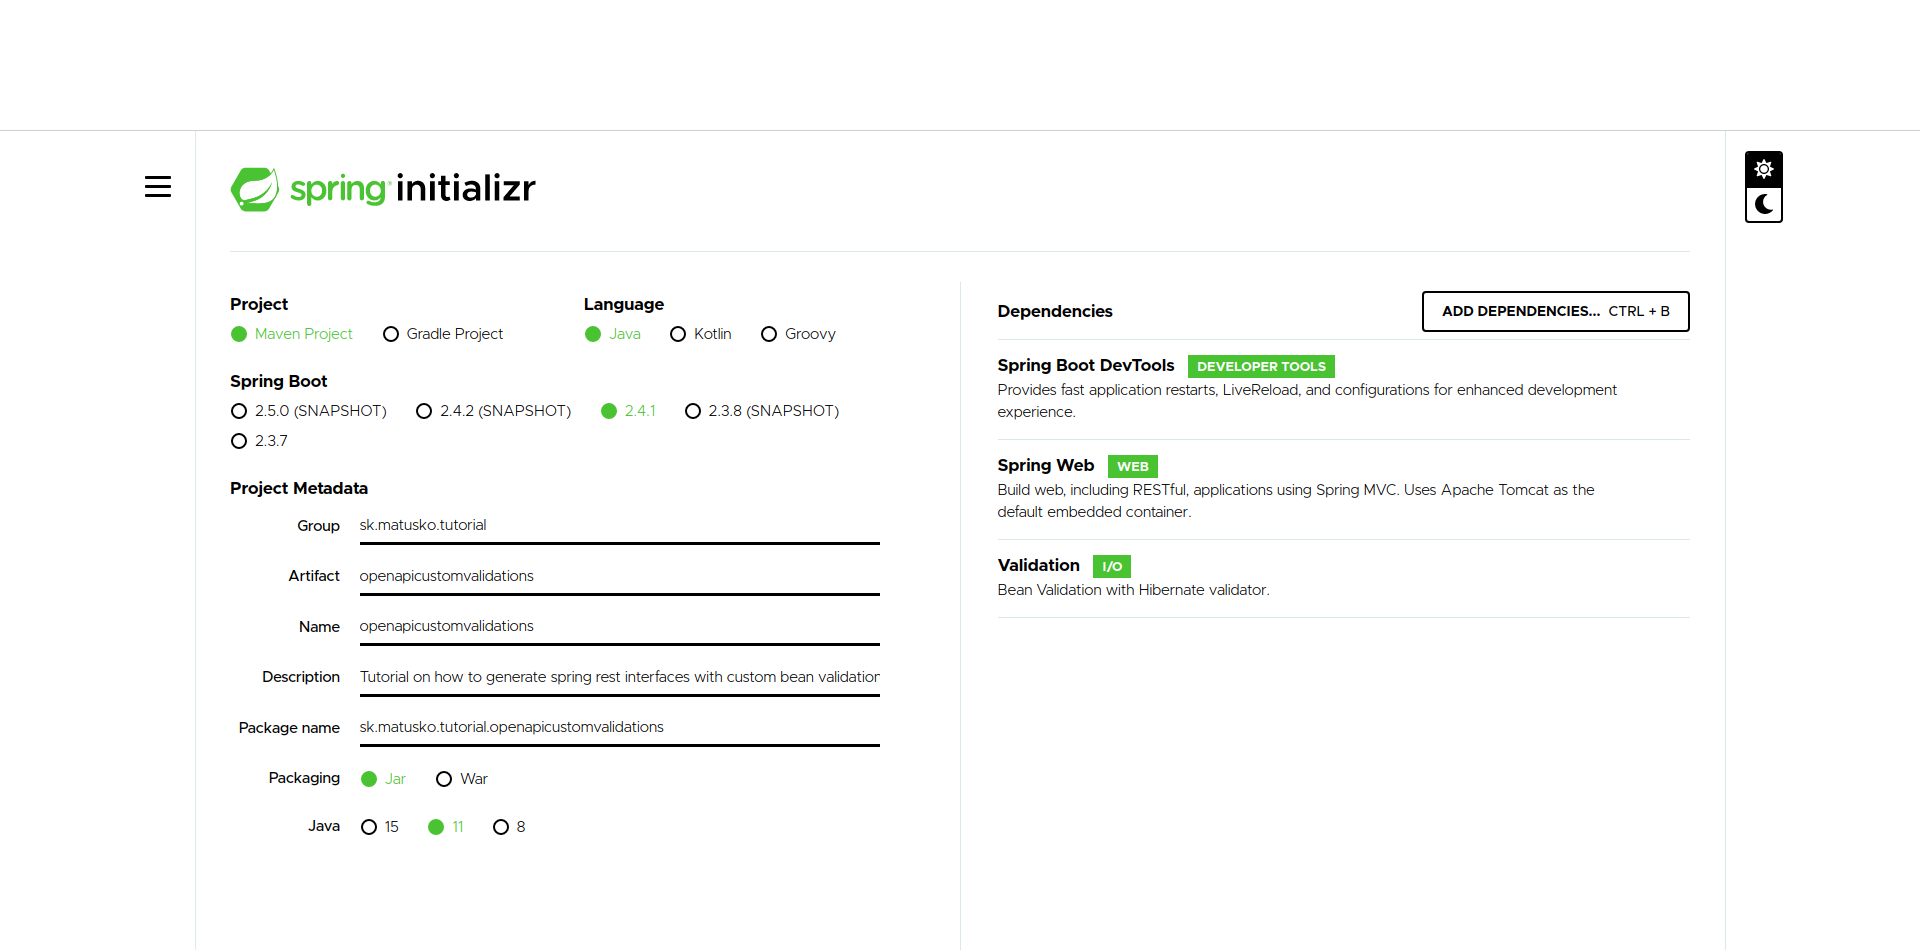 spring initializr
Project
Maven Project Gradle Project
Language
Java Kotlin Groovy
Spring Boot
2.5.0 (SNAPSHOT) 2.4.2 (SNAPSHOT) 2.4.1 2.3.8 (SNAPSHOT)
2.3.7
Project Metadata
Group sk.matusko.tutorial
Artifact openapicustomvalidations
Name openapicustomvalidations
Description Tutorial on how to generate spring rest interfaces with custom bean validation
Package name sk.matusko.tutorial.openapicustomvalidations
Packaging Jar War
Java 15 11 8
Dependencies ADD DEPENDENCIES... CTRL + B
Spring Boot DevTools DEVELOPER TOOLS
Provides fast application restarts, LiveReload, and configurations for enhanced development
experience.
Spring Web WEB
Build web, including RESTful, applications using Spring MVC. Uses Apache Tomcat as the
default embedded container.
Validation I/O
Bean Validation with Hibernate validator.